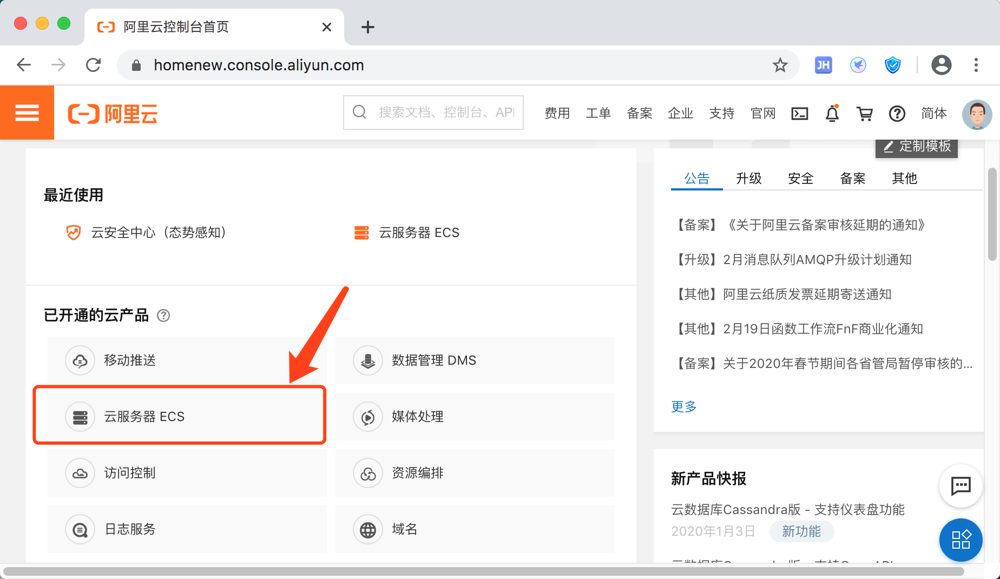 阿里云控制台首页
homenew.console.aliyun.com
JH
阿里云
搜索文档、控制台、API
费用 工单 备案 企业 支持 官网 简体
定制模板
最近使用
云安全中心（态势感知）
云服务器 ECS
已开通的云产品
移动推送
数据管理 DMS
云服务器 ECS
媒体处理
访问控制
资源编排
日志服务
域名
公告 升级 安全 备案 其他
【备案】《关于阿里云备案审核延期的通知》
【升级】2月消息队列AMQP升级计划通知
【其他】阿里云纸质发票延期寄送通知
【其他】2月19日函数工作流FnF商业化通知
【备案】关于2020年春节期间各省管局暂停审核的...
更多
新产品快报
云数据库Cassandra版 - 支持仪表盘功能
2020年1月3日 新功能